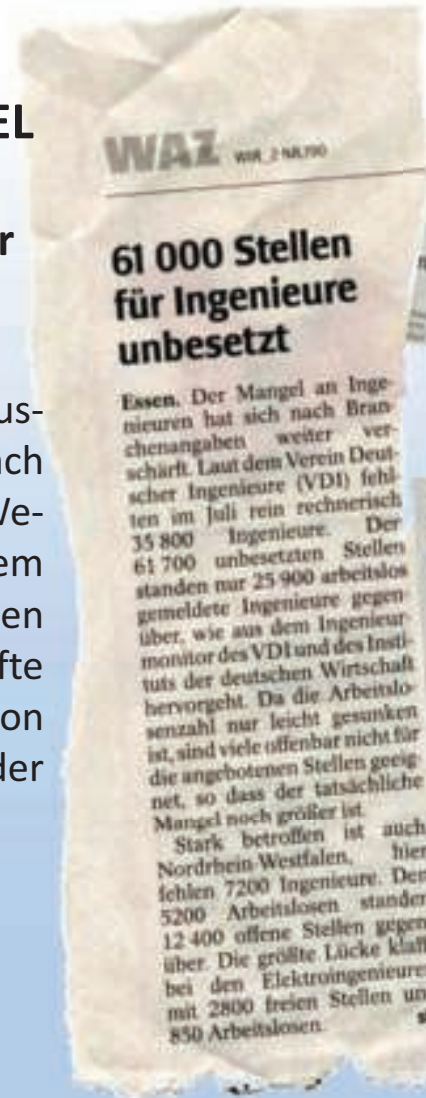 EL
r
us-
ach
We-
em
en
fte
on
der
WAZ
61 000 Stellen
für Ingenieure
unbesetzt
Essen. Der Mangel an Inge-
nieuren hat sich nach Bran-
chenangaben weiter ver-
schärft. Laut dem Verein Deut-
scher Ingenieure (VDI) fehl-
ten im Juli rein rechnerisch
35 800 Ingenieure. Der
61 700 unbesetzten Stellen
standen nur 25 900 arbeitslos
gemeldete Ingenieure gegen
über, wie aus dem Ingenieur
monitor des VDI und des Insti-
tuts der deutschen Wirtschaft
hervorgeht. Da die Arbeitslo-
senzahl nur leicht gesunken
ist, sind viele offenbar nicht für
die angebotenen Stellen geeig-
net, so dass der tatsächliche
Mangel noch größer ist.
Stark betroffen ist auch
Nordrhein-Westfalen, hier
fehlen 7200 Ingenieure. Den
5200 Arbeitslosen standen
12 400 offene Stellen gegen
über. Die größte Lücke klaff
bei den Elektroingenieuren
mit 2800 freien Stellen un
850 Arbeitslosen.